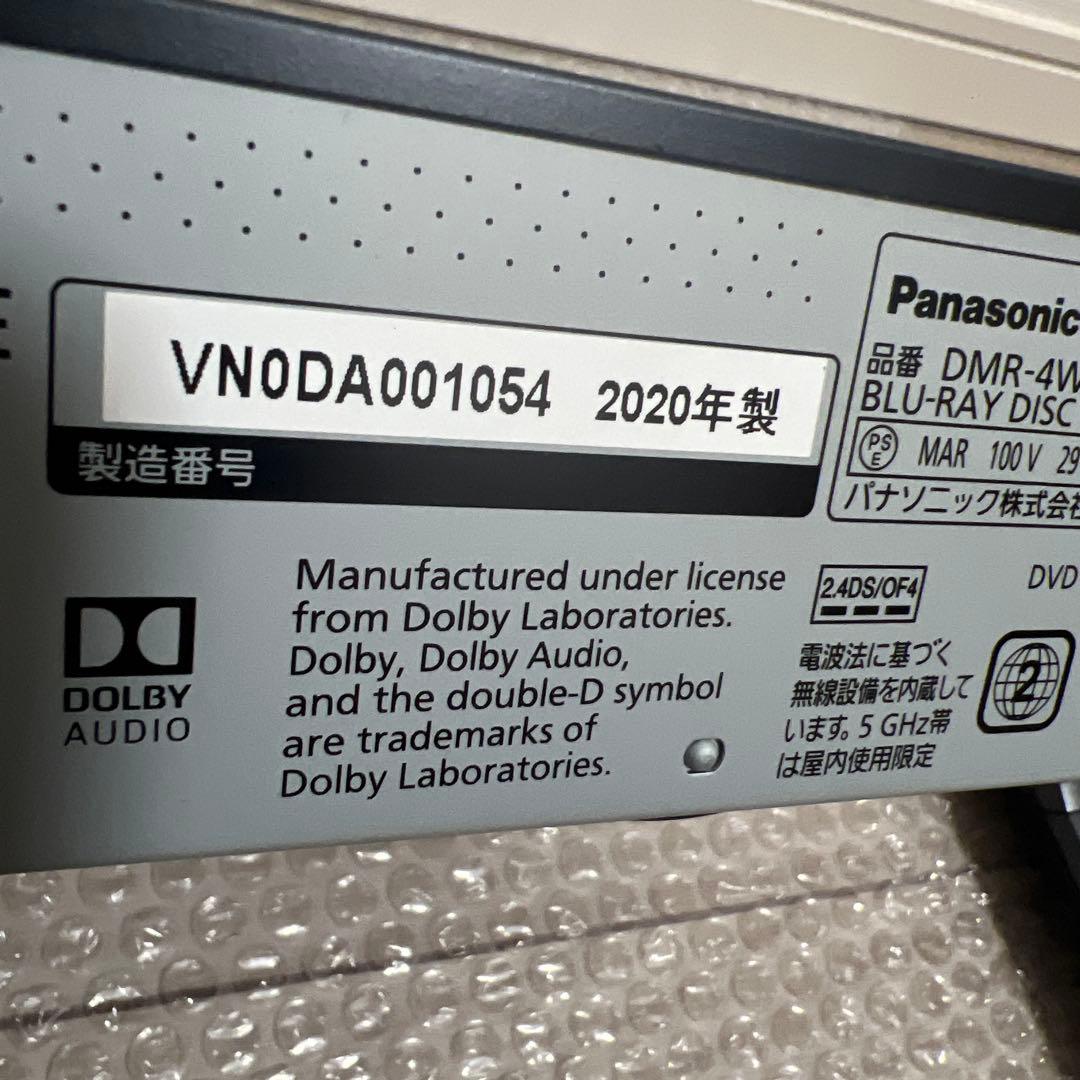 VN0DA001054 2020年製
製造番号
Panasonic
品番 DMR-4W
BLU-RAY DISC
PS
E
MAR 100V 29
パナソニック株式会社
DOLBY
AUDIO
Manufactured under license
from Dolby Laboratories.
Dolby, Dolby Audio,
and the double-D symbol
are trademarks of
Dolby Laboratories.
2.4DS/OF4
電波法に基づく
無線設備を内蔵して
います。5 GHz帯
は屋内使用限定
DVD
2